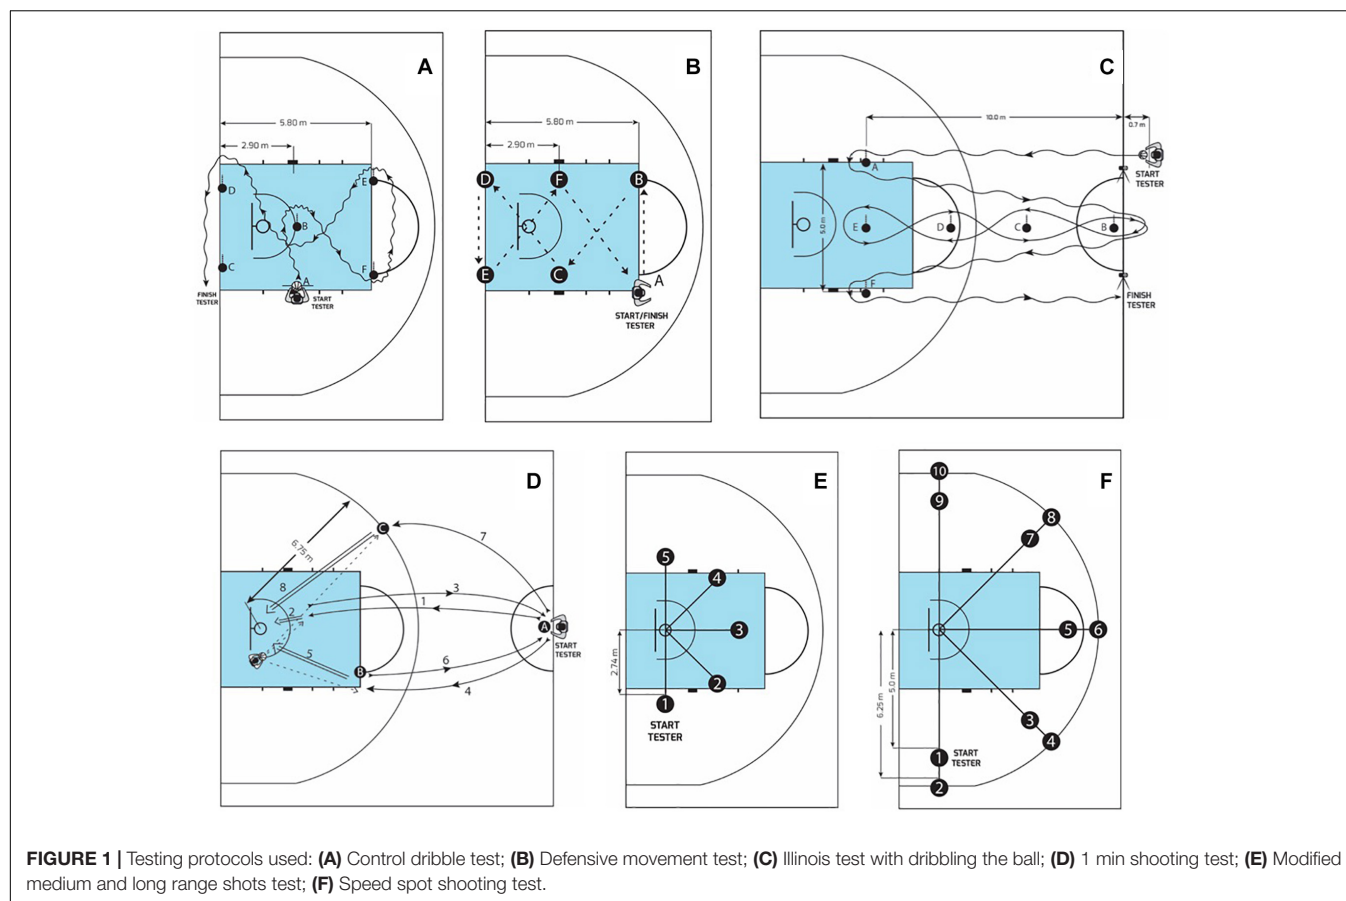 A
5.80 m
2.90 m
D
E
B
C
F
A
FINISH
TESTER
START
TESTER
B
5.80 m
2.90 m
D
F
B
E
C
A
START/FINISH
TESTER
C
10.0 m
0.7 m
A
START
TESTER
5.0 m
E
D
C
B
F
FINISH
TESTER
D
C
7
6.75 m
8
3
1
2
A
START
TESTER
5
6
B
4
E
5
4
3
2.74 m
2
1
START
TESTER
F
10
9
8
7
5
6
5.0 m
6.25 m
3
4
1
START
TESTER
2
FIGURE 1 | Testing protocols used: (A) Control dribble test; (B) Defensive movement test; (C) Illinois test with dribbling the ball; (D) 1 min shooting test; (E) Modified
medium and long range shots test; (F) Speed spot shooting test.